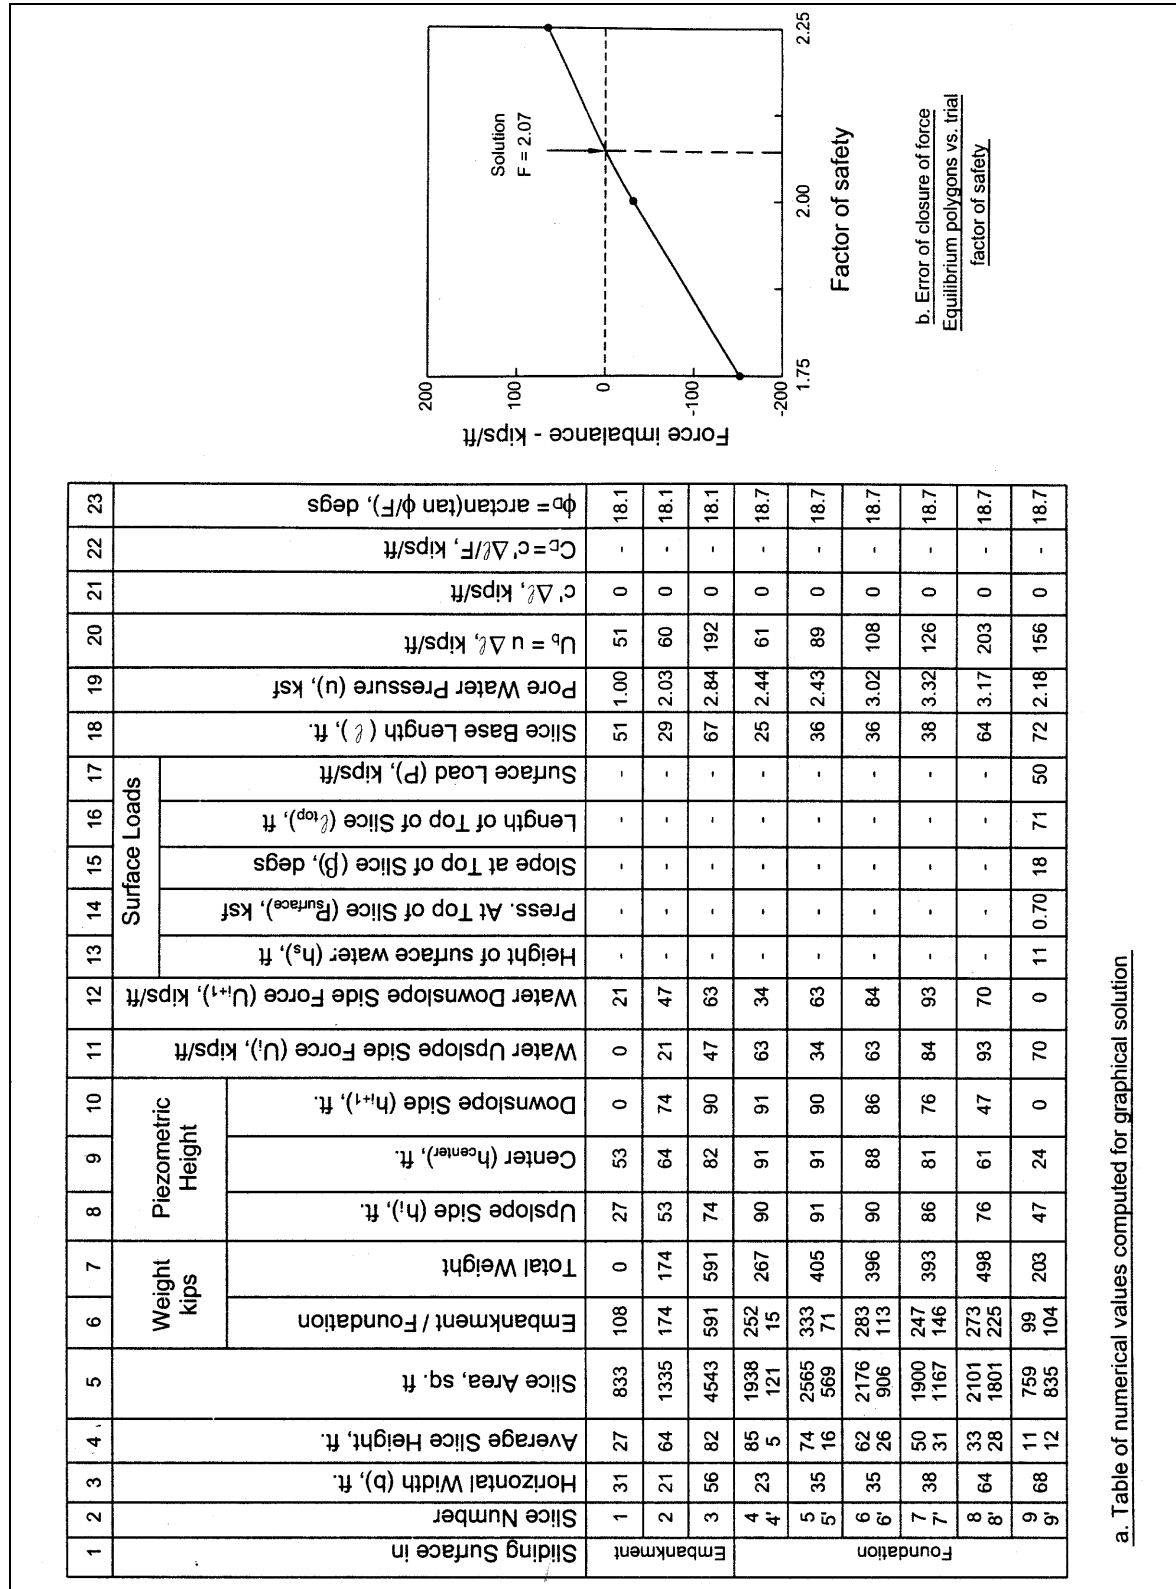 1 2 3 4 5 6 7 8 9 10 11 12 13 14 15 16 17 18 19 20 21 22 23
Sliding Surface in
Slice Number
Horizontal Width (b), ft.
Average Slice Height, ft.
Slice Area, sq. ft
Weight kips
Embankment / Foundation
Total Weight
Piezometric Height
Upslope Side (hi), ft.
Center (hcenter), ft.
Downslope Side (hi+1), ft.
Water Upslope Side Force (Ui), kips/ft
Water Downslope Side Force (Ui+1), kips/ft
Surface Loads
Height of surface water (hs), ft
Press. At Top of Slice (Psurface), ksf
Slope at Top of Slice (β), degs
Length of Top of Slice (ℓtop), ft
Surface Load (P), kips/ft
Slice Base Length (ℓ), ft.
Pore Water Pressure (u), ksf
Ub = u Δℓ, kips/ft
c' Δℓ, kips/ft
CD= c' Δℓ/F, kips/ft
ϕD= arctan(tan ϕ/F), degs
Embankment
1 31 27 833 108 0 27 53 0 0 21 - - - - - 51 1.00 51 0 - 18.1
2 21 64 1335 174 174 53 64 74 21 47 - - - - - 29 2.03 60 0 - 18.1
3 56 82 4543 591 591 74 82 90 47 63 - - - - - 67 2.84 192 0 - 18.1
Foundation
4 23 85 1938 252 267 90 91 91 63 34 - - - - - 25 2.44 61 0 - 18.7
4' 5 121 15
5 35 74 2565 333 405 91 91 90 34 63 - - - - - 36 2.43 89 0 - 18.7
5' 16 569 71
6 35 62 2176 283 396 90 88 86 63 84 - - - - - 36 3.02 108 0 - 18.7
6' 26 906 113
7 38 50 1900 247 393 86 81 76 84 93 - - - - - 38 3.32 126 0 - 18.7
7' 31 1167 146
8 64 33 2101 273 498 76 61 47 93 70 - - - - - 64 3.17 203 0 - 18.7
8' 28 1801 225
9 68 11 759 99 203 47 24 0 70 0 11 0.70 18 71 50 72 2.18 156 0 - 18.7
9' 12 835 104
a. Table of numerical values computed for graphical solution
Force imbalance - kips/ft
200
100
0
-100
-200
1.75
2.00
2.25
Solution
F = 2.07
Factor of safety
b. Error of closure of force
Equilibrium polygons vs. trial
factor of safety